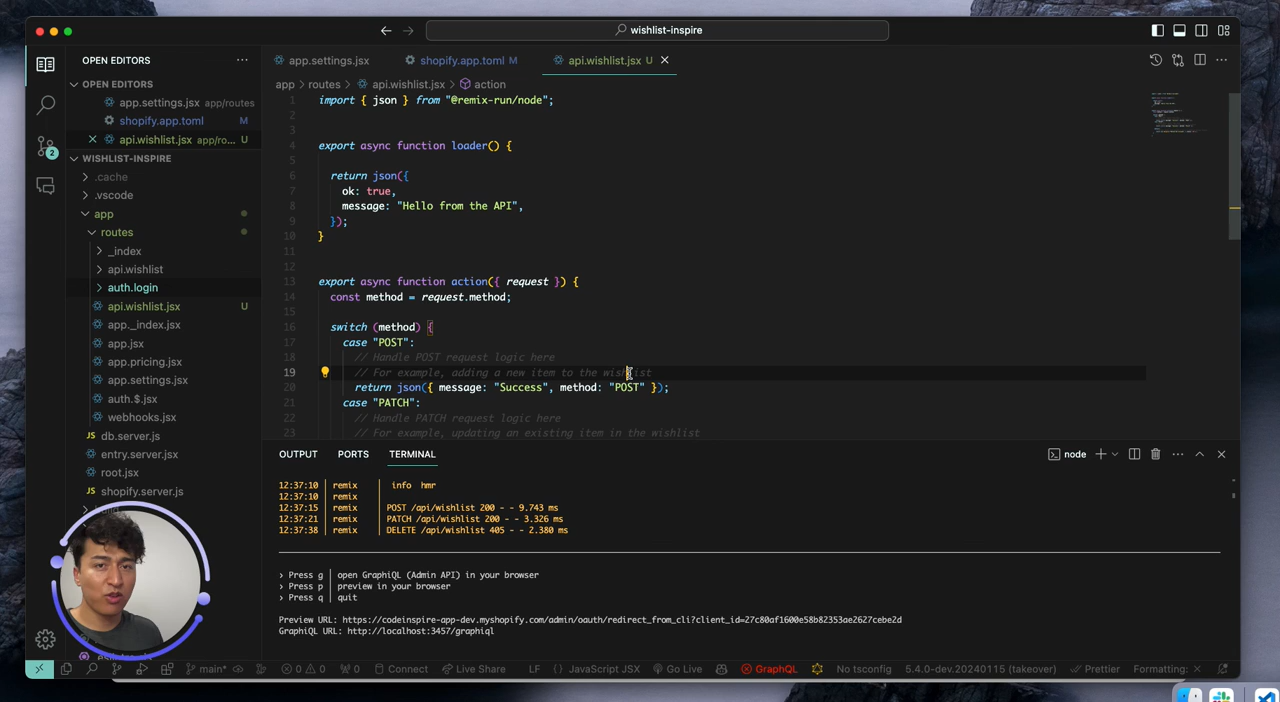 wishlist-inspire
OPEN EDITORS
OPEN EDITORS
app.settings.jsx app/routes
shopify.app.toml M
api.wishlist.jsx app/ro... U
WISHLIST-INSPIRE
.cache
.vscode
app
routes
_index
api.wishlist
auth.login
api.wishlist.jsx U
app._index.jsx
app.jsx
app.pricing.jsx
app.settings.jsx
auth.$.jsx
webhooks.jsx
JS db.server.js
entry.server.jsx
root.jsx
JS shopify.server.js
2
app.settings.jsx shopify.app.toml M api.wishlist.jsx U
app > routes > api.wishlist.jsx > action
1 import { json } from "@remix-run/node";
2
3
4 export async function loader() {
5
6 return json({
7 ok: true,
8 message: "Hello from the API",
9 });
10 }
11
12
13 export async function action({ request }) {
14 const method = request.method;
15
16 switch (method) {
17 case "POST":
18 // Handle POST request logic here
19 // For example, adding a new item to the wishlist
20 return json({ message: "Success", method: "POST" });
21 case "PATCH":
22 // Handle PATCH request logic here
23 // For example, updating an existing item in the wishlist
OUTPUT PORTS TERMINAL
node
12:37:10 | remix | info hmr
12:37:10 | remix |
12:37:15 | remix | POST /api/wishlist 200 - - 9.743 ms
12:37:21 | remix | PATCH /api/wishlist 200 - - 3.326 ms
12:37:38 | remix | DELETE /api/wishlist 405 - - 2.380 ms
› Press g | open GraphiQL (Admin API) in your browser
› Press p | preview in your browser
› Press q | quit
Preview URL: https://codeinspire-app-dev.myshopify.com/admin/oauth/redirect_from_cli?client_id=27c80af1600e58b82353ae2627cebe2d
GraphiQL URL: http://localhost:3457/graphiql
main* 0 0 0 Connect Live Share LF {} JavaScript JSX Go Live GraphQL No tsconfig 5.4.0-dev.20240115 (takeover) Prettier Formatting: ×